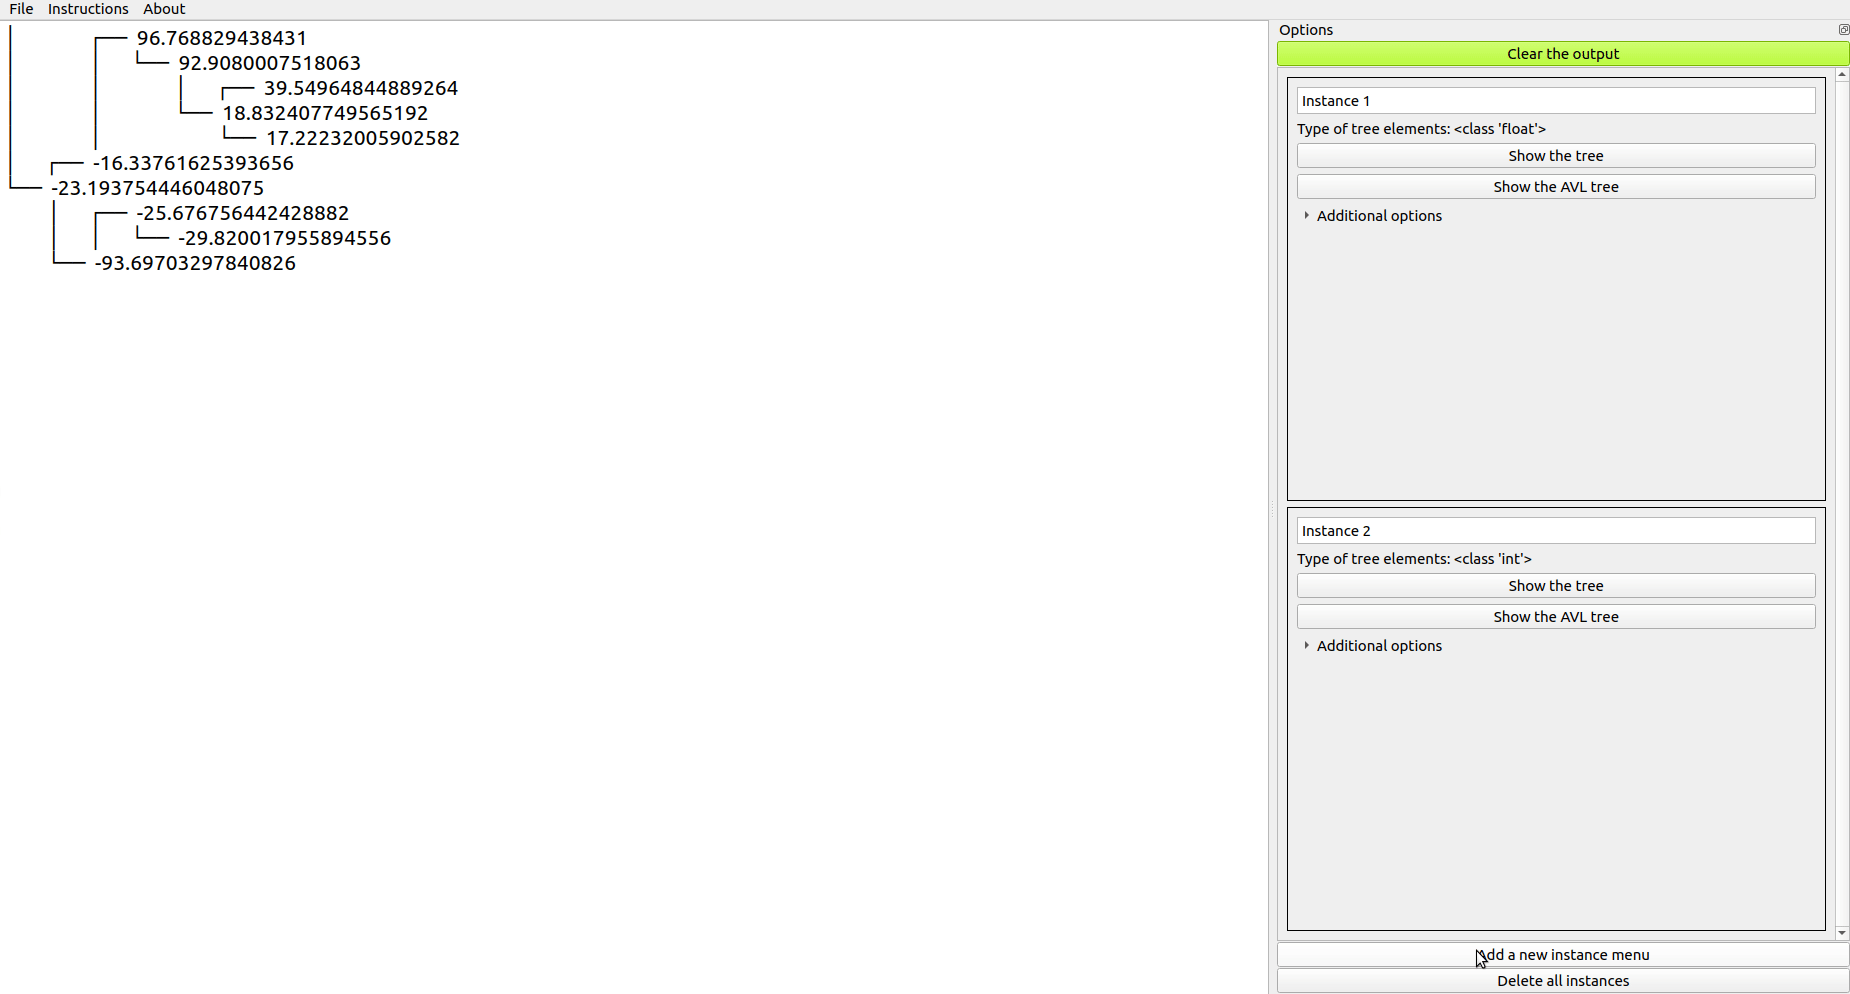 File Instructions About
96.768829438431
92.9080007518063
39.54964844889264
18.832407749565192
17.22232005902582
-16.33761625393656
-23.193754446048075
-25.676756442428882
-29.820017955894556
-93.69703297840826
Options
Clear the output
Instance 1
Type of tree elements: <class 'float'>
Show the tree
Show the AVL tree
Additional options
Instance 2
Type of tree elements: <class 'int'>
Show the tree
Show the AVL tree
Additional options
Add a new instance menu
Delete all instances